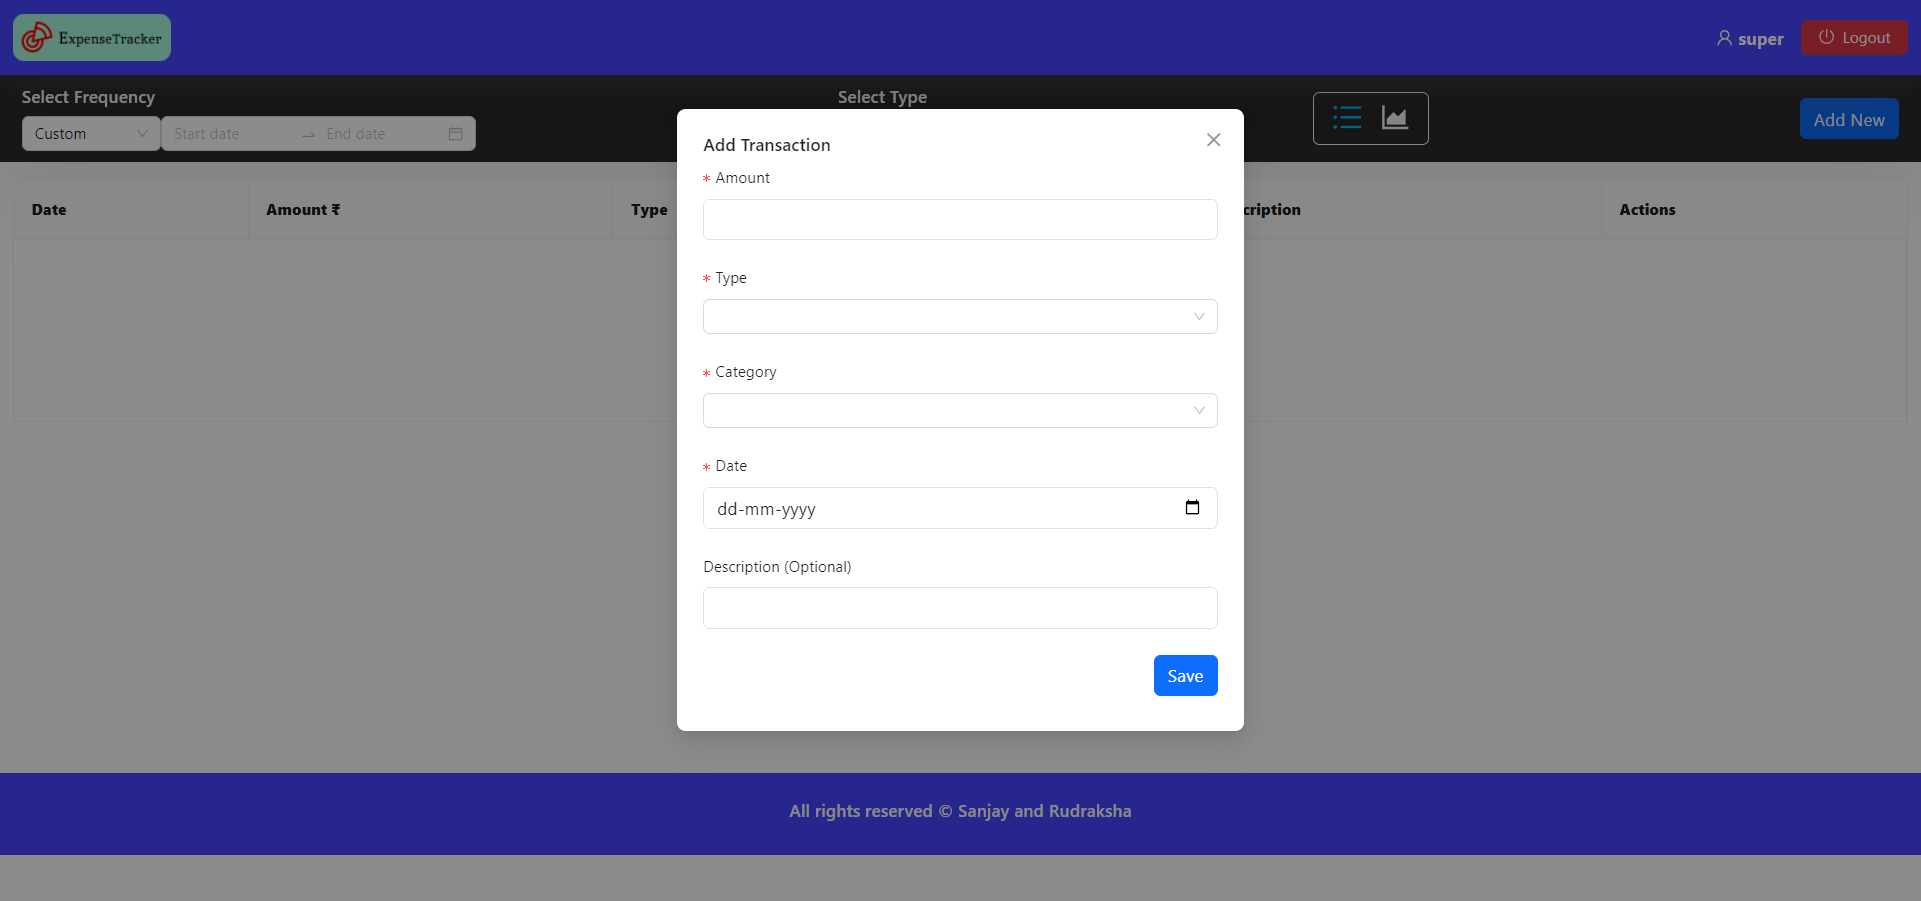 ExpenseTracker
super
Logout
Select Frequency
Select Type
Custom
Start date
End date
Add New
Date
Amount ₹
Type
cription
Actions
Add Transaction
* Amount
* Type
* Category
* Date
dd-mm-yyyy
Description (Optional)
Save
All rights reserved © Sanjay and Rudraksha